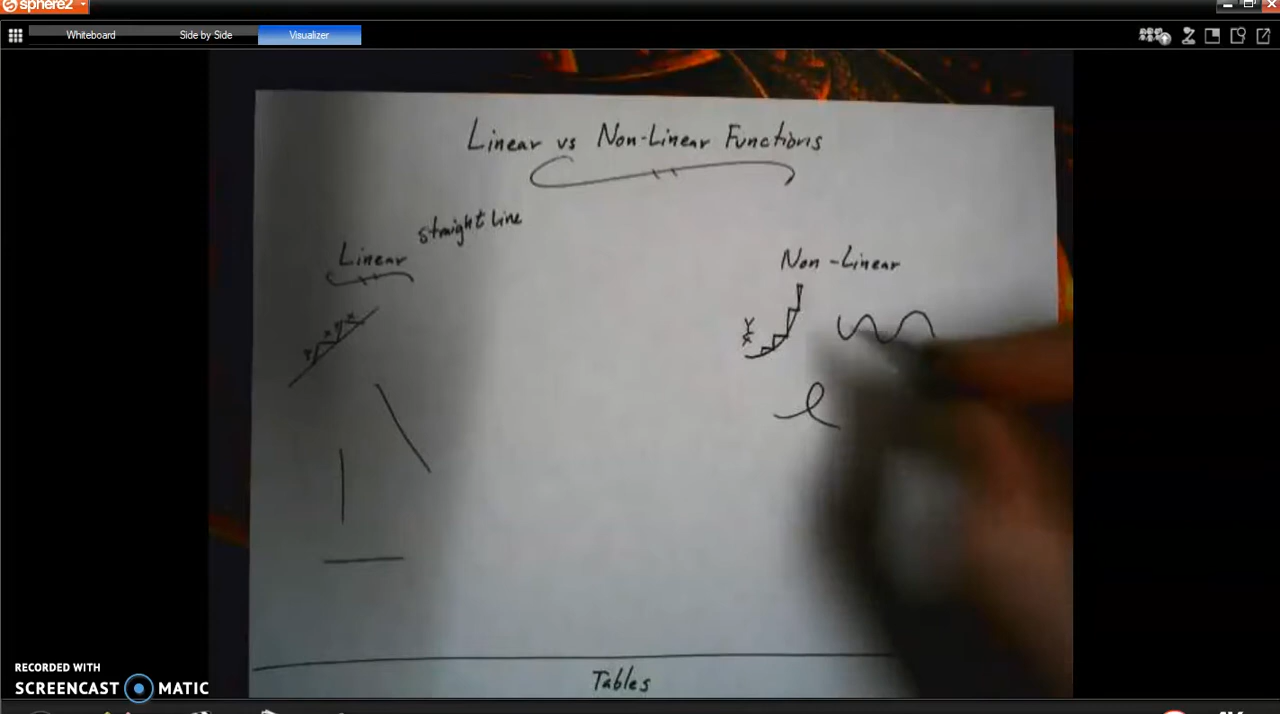 sphere2
Whiteboard
Side by Side
Visualizer
Linear vs Non-Linear Functions
Linear straight Line
Non-Linear
Y X Y X
Y
X
Tables
RECORDED WITH
SCREENCAST MATIC